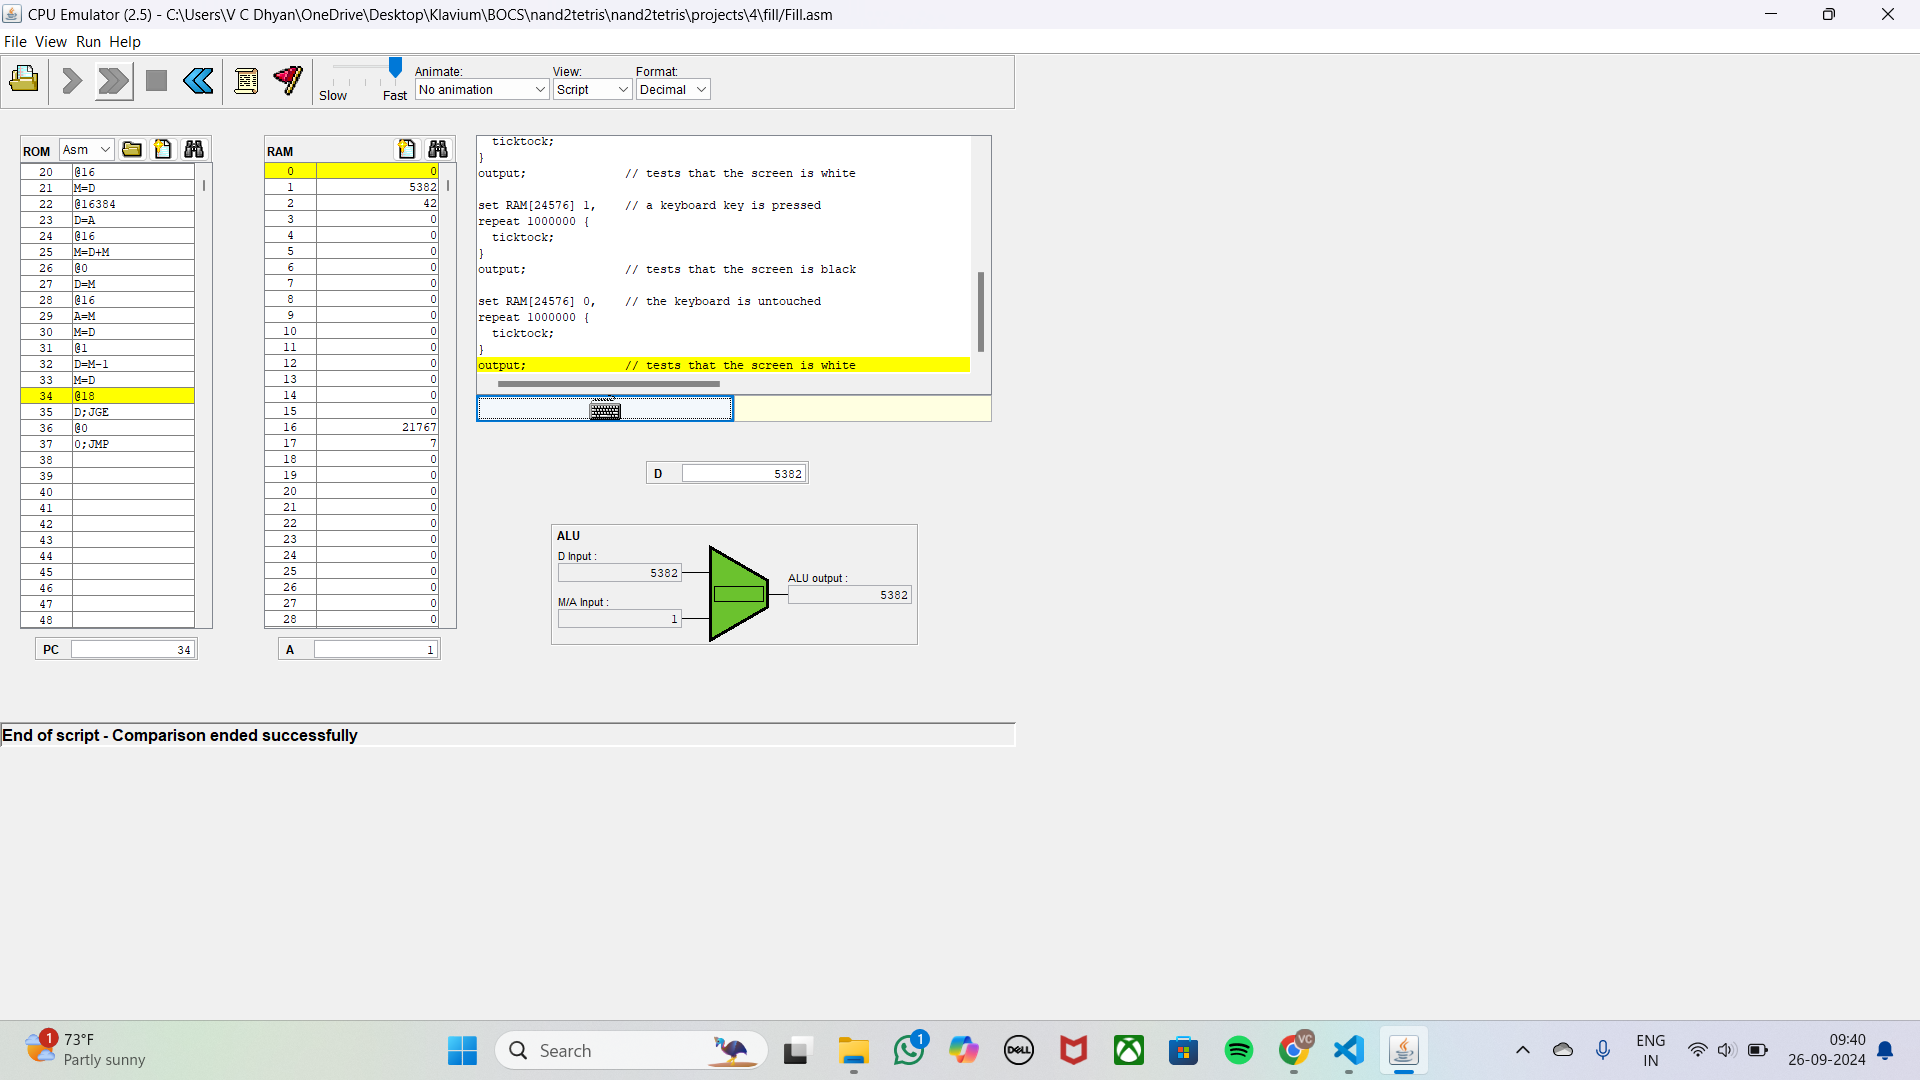 CPU Emulator (2.5) - C:\Users\V C Dhyan\OneDrive\Desktop\Klavium\BOCS\nand2tetris\nand2tetris\projects\4\fill/Fill.asm
File View Run Help
Slow Fast
Animate: View: Format:
No animation Script Decimal
ROM Asm
20 @16
21 M=D
22 @16384
23 D=A
24 @16
25 M=D+M
26 @0
27 D=M
28 @16
29 A=M
30 M=D
31 @1
32 D=M-1
33 M=D
34 @18
35 D;JGE
36 @0
37 0;JMP
38
39
40
41
42
43
44
45
46
47
48
PC 34
RAM
0 0
1 5382
2 42
3 0
4 0
5 0
6 0
7 0
8 0
9 0
10 0
11 0
12 0
13 0
14 0
15 0
16 21767
17 7
18 0
19 0
20 0
21 0
22 0
23 0
24 0
25 0
26 0
27 0
28 0
A 1
ticktock;
}
output; // tests that the screen is white
set RAM[24576] 1, // a keyboard key is pressed
repeat 1000000 {
ticktock;
}
output; // tests that the screen is black
set RAM[24576] 0, // the keyboard is untouched
repeat 1000000 {
ticktock;
}
output; // tests that the screen is white
D 5382
ALU
D Input :
5382
M/A Input :
1
ALU output :
5382
End of script - Comparison ended successfully
1
73°F
Partly sunny
Search
1
DELL
VC
ENG
IN
09:40
26-09-2024